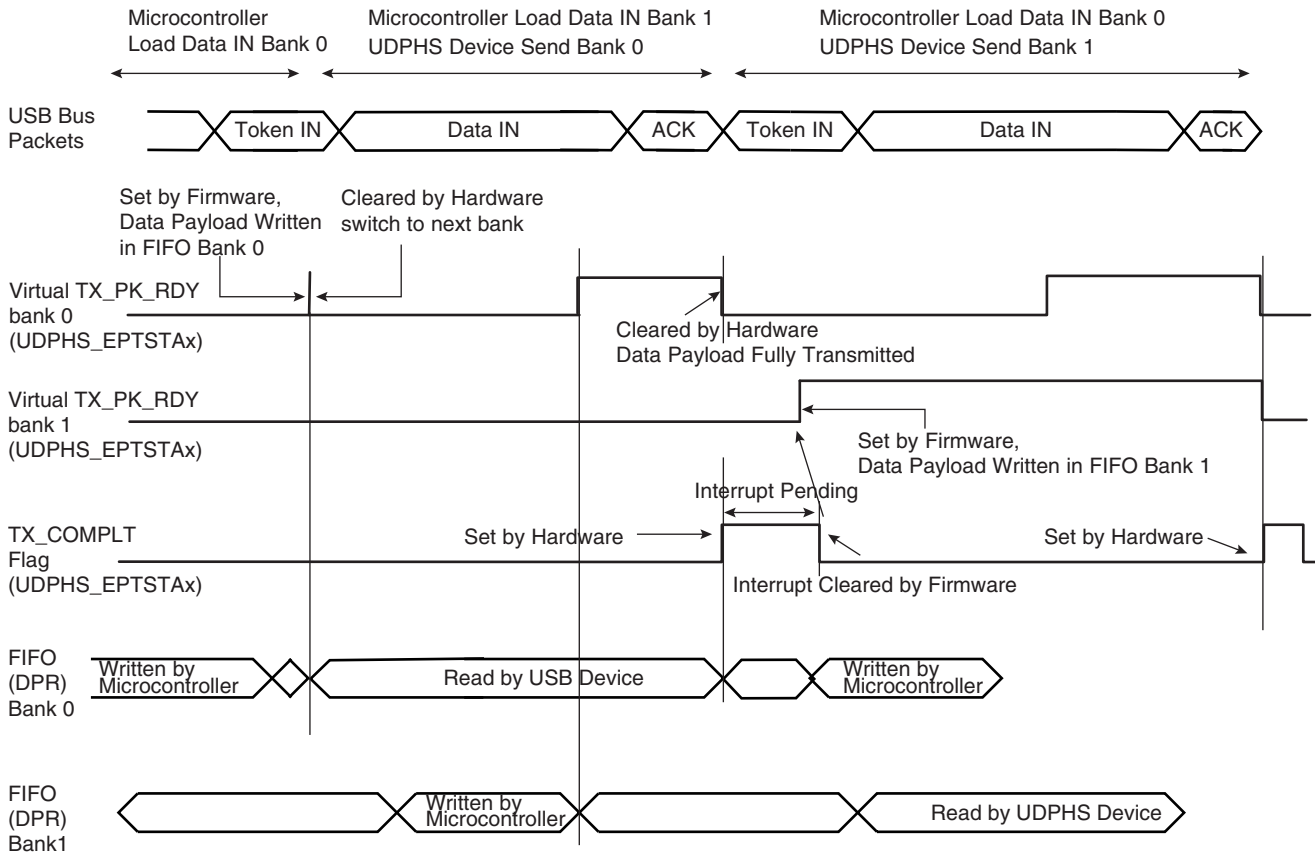 Microcontroller
Load Data IN Bank 0
Microcontroller Load Data IN Bank 1
UDPHS Device Send Bank 0
Microcontroller Load Data IN Bank 0
UDPHS Device Send Bank 1
USB Bus
Packets
Token IN
Data IN
ACK
Token IN
Data IN
ACK
Set by Firmware,
Data Payload Written
in FIFO Bank 0
Cleared by Hardware
switch to next bank
Virtual TX_PK_RDY
bank 0
(UDPHS_EPTSTAx)
Cleared by Hardware
Data Payload Fully Transmitted
Virtual TX_PK_RDY
bank 1
(UDPHS_EPTSTAx)
Set by Firmware,
Data Payload Written in FIFO Bank 1
Interrupt Pending
TX_COMPLT
Flag
(UDPHS_EPTSTAx)
Set by Hardware
Set by Hardware
Interrupt Cleared by Firmware
FIFO
(DPR)
Bank 0
Written by
Microcontroller
Read by USB Device
Written by
Microcontroller
FIFO
(DPR)
Bank1
Written by
Microcontroller
Read by UDPHS Device